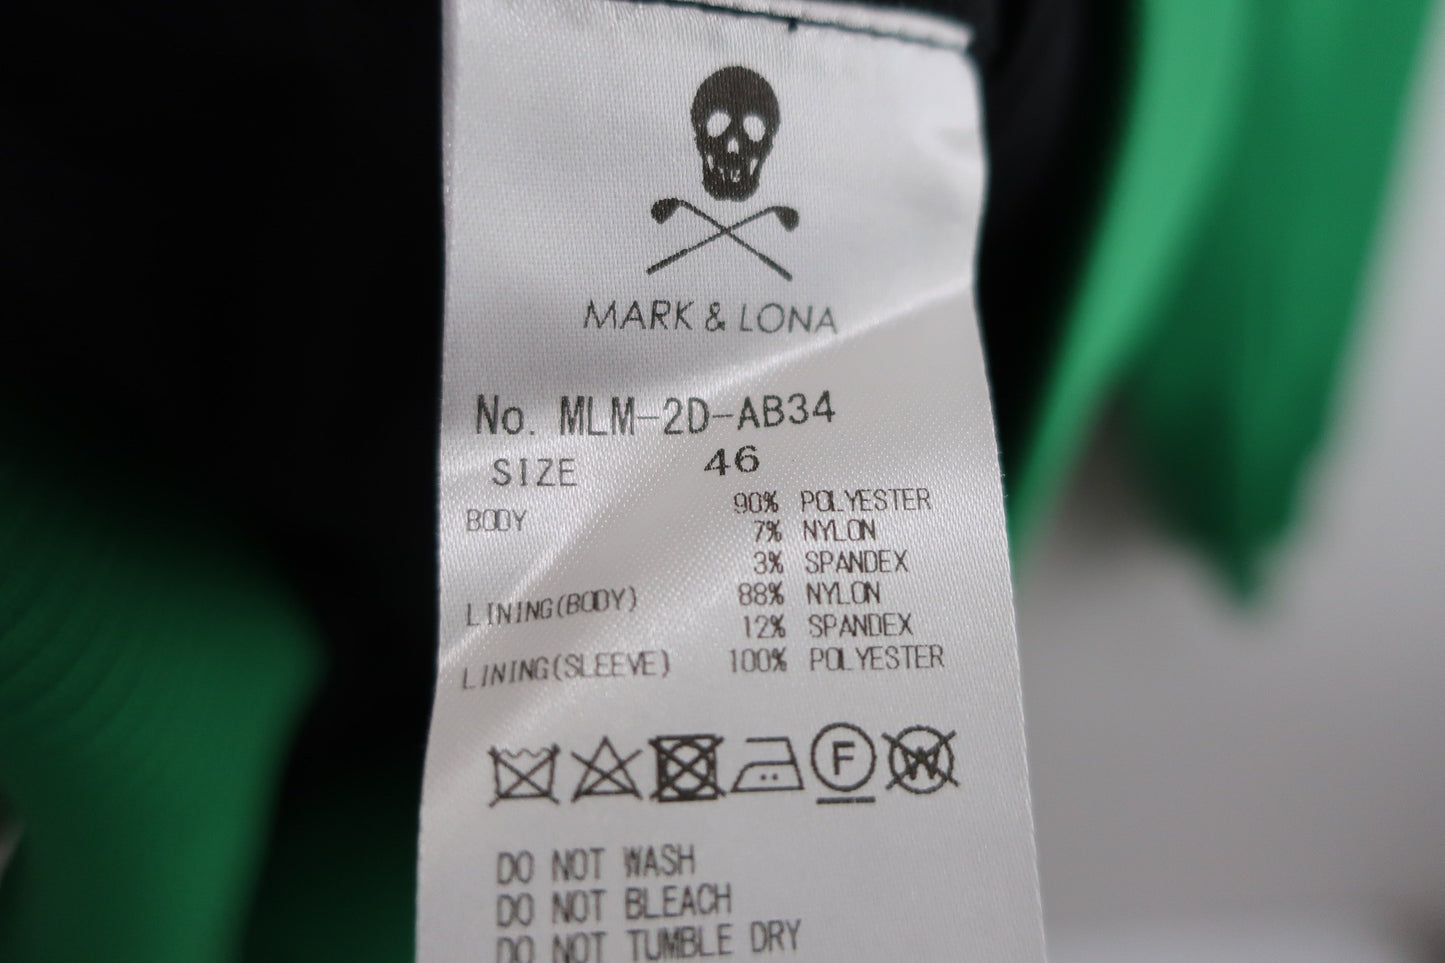 MARK & LONA
No. MLM-2D-AB34
SIZE 46
BODY 90% POLYESTER
7% NYLON
3% SPANDEX
LINING(BODY) 88% NYLON
12% SPANDEX
LINING(SLEEVE) 100% POLYESTER
F W
DO NOT WASH
DO NOT BLEACH
DO NOT TUMBLE DRY